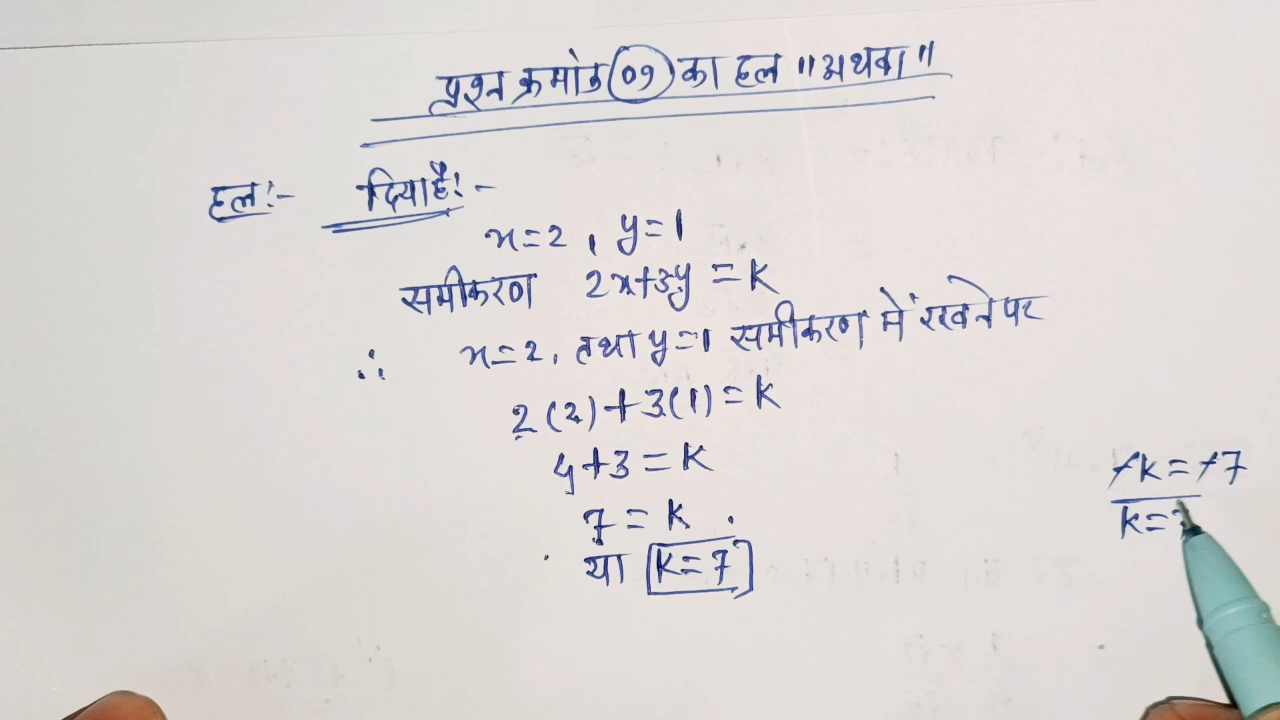 प्रश्न क्रमांक 09 का हल "अथवा"
हल:- दिया है:-
x=2, y=1
समीकरण 2x+3y = K
∴ x=2, तथा y=1 समीकरण में रखने पर
2(2)+3(1)=K
4+3=K
7=K
या K=7
-K=-7
K=